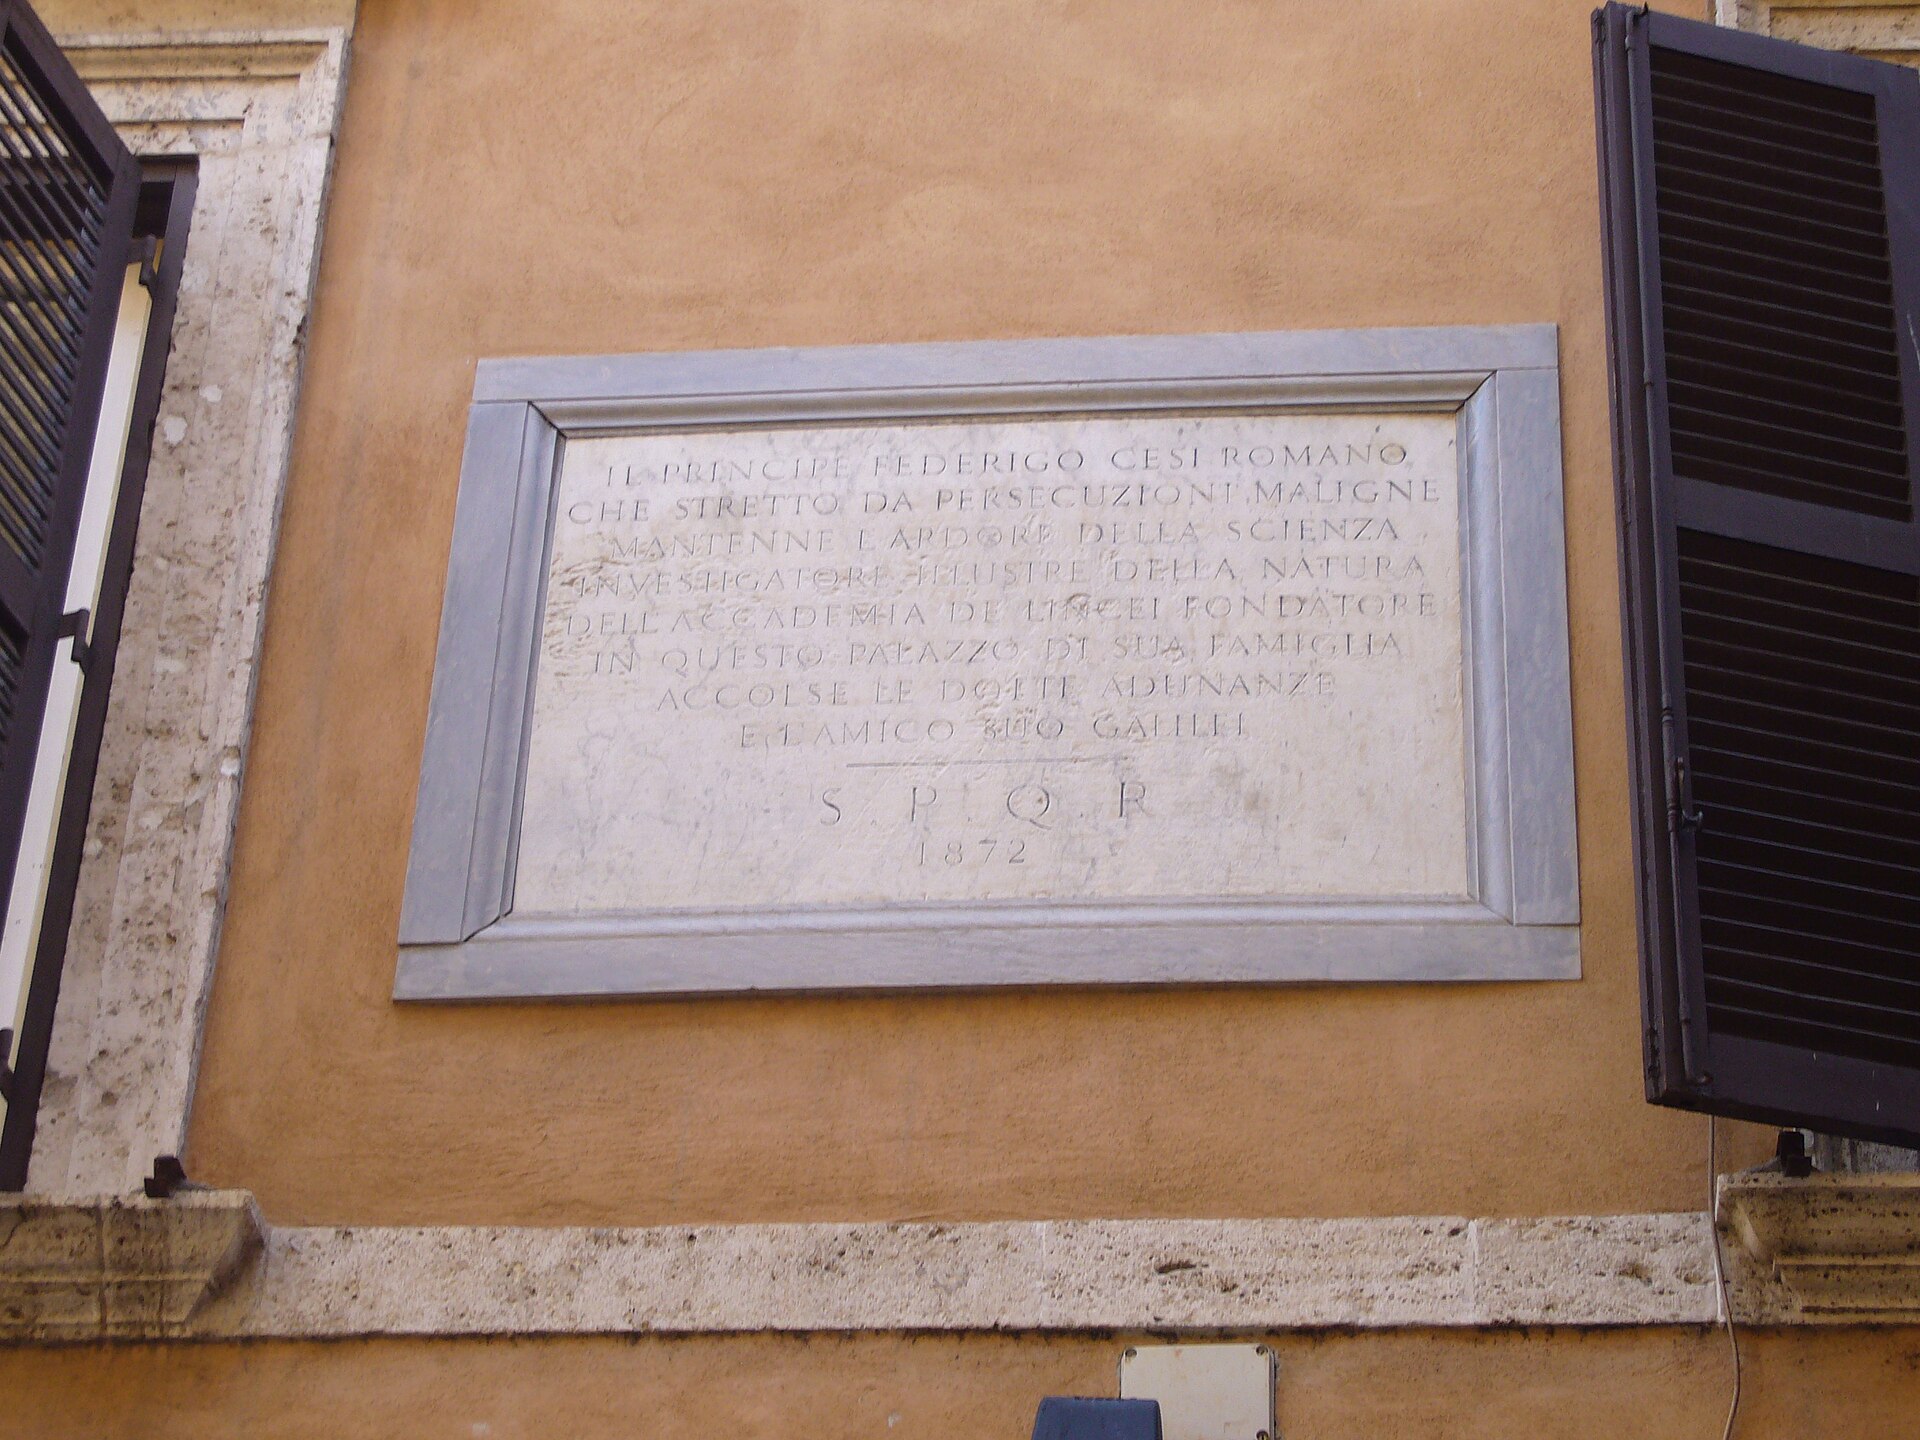 IL PRINCIPE FEDERIGO CESI ROMANO
CHE STRETTO DA PERSECUZIONI MALIGNE
MANTENNE L'ARDORE DELLA SCIENZA
INVESTIGATORE ILLUSTRE DELLA NATURA
DELL'ACCADEMIA DE LINCEI FONDATORE
IN QUESTO PALAZZO DI SUA FAMIGLIA
ACCOLSE LE DOTTE ADUNANZE
E L'AMICO SUO GALILEI
S. P. Q. R
1872